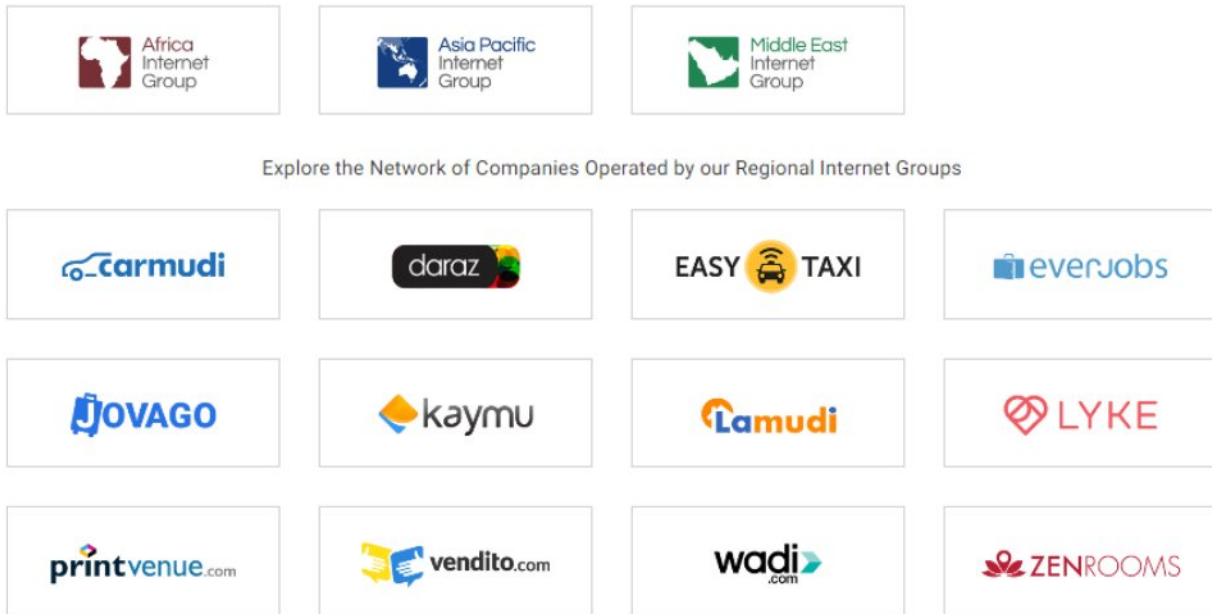 Africa
Internet
Group
Asia Pacific
Internet
Group
Middle East
Internet
Group
Explore the Network of Companies Operated by our Regional Internet Groups
carmudi
daraz
EASY TAXI
everjobs
JOVAGO
kaymu
Lamudi
LYKE
printvenue.com
vendito.com
wadi
.com
ZENROOMS